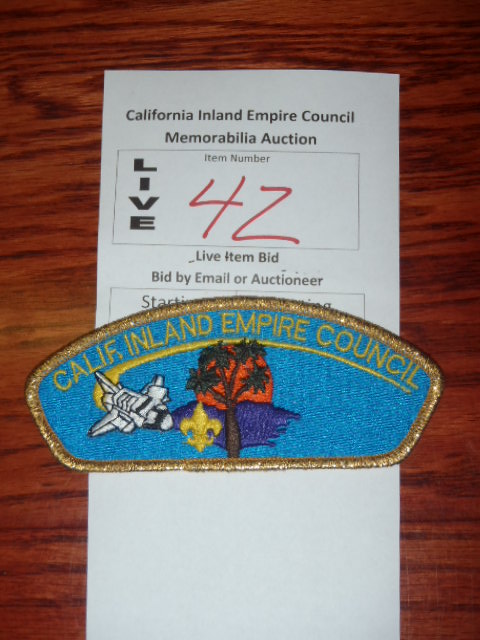 California Inland Empire Council
Memorabilia Auction
Item Number
LIVE
42
Live Item Bid
Bid by Email or Auctioneer
CALIF. INLAND EMPIRE COUNCIL